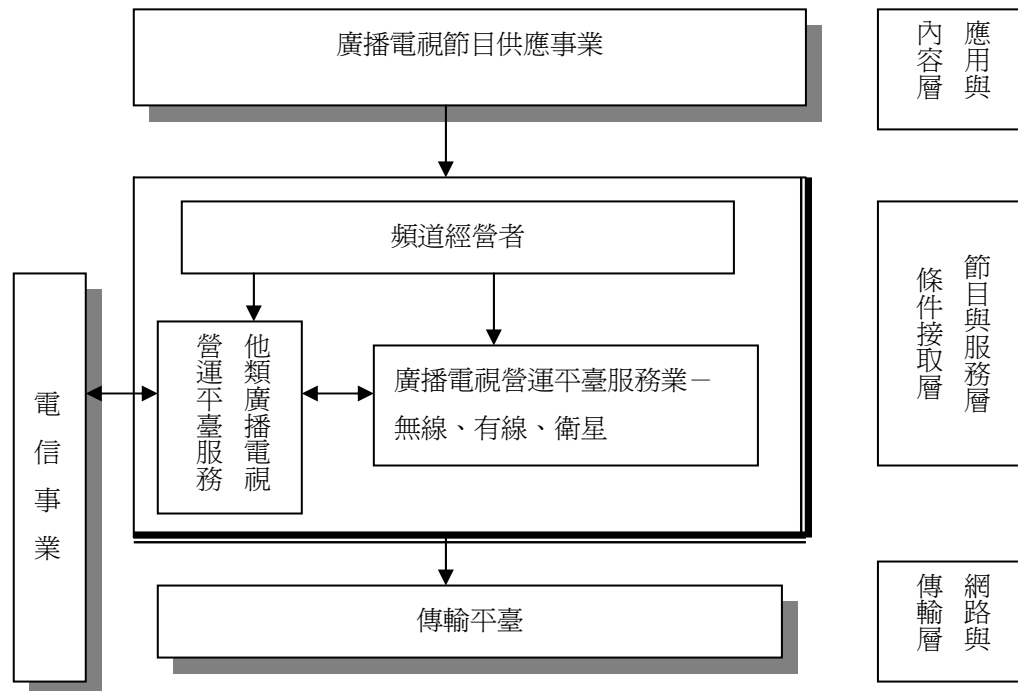 廣播電視節目供應事業
應用與
內容層
頻道經營者
節目與服務層
條件接取層
他類廣播電視
營運平臺服務
廣播電視營運平臺服務業－
無線、有線、衛星
電信事業
傳輸平臺
網路與
傳輸層